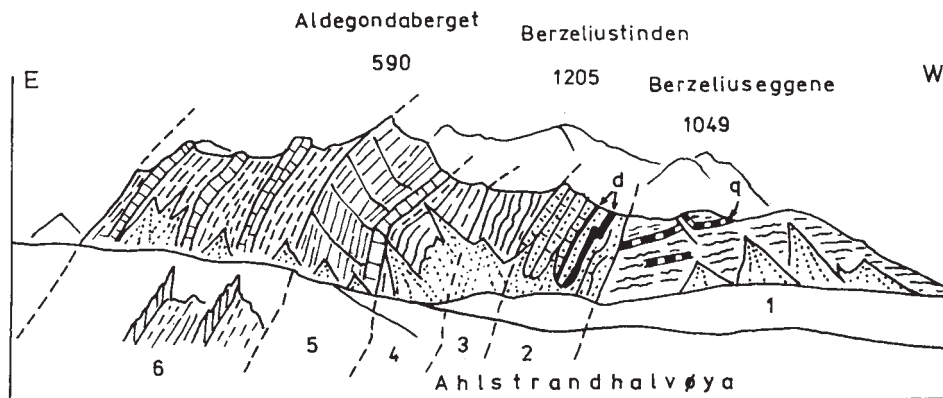 Aldegondaberget
590
Berzeliustinden
1205
Berzeliuseggene
1049
E
W
d
q
1
2
3
4
5
6
Ahlstrandhalvøya